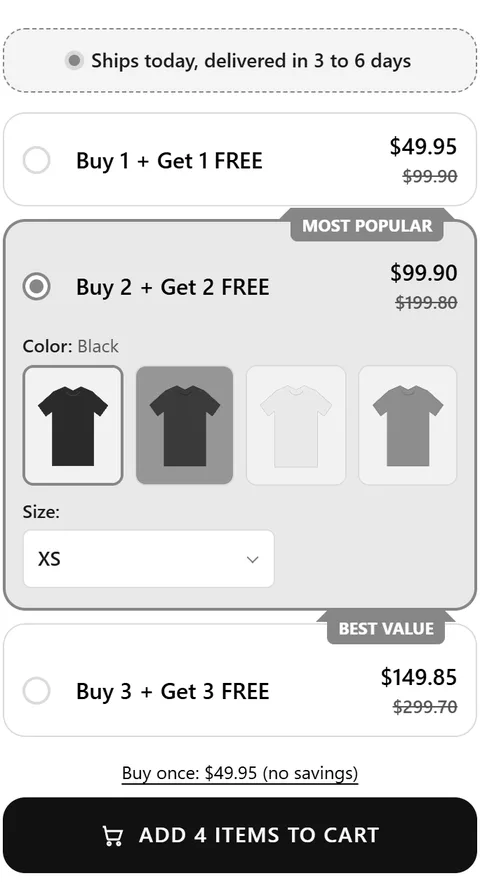 Ships today, delivered in 3 to 6 days
Buy 1 + Get 1 FREE
$49.95
$99.90
MOST POPULAR
Buy 2 + Get 2 FREE
$99.90
$199.80
Color: Black
Size:
XS
BEST VALUE
Buy 3 + Get 3 FREE
$149.85
$299.70
Buy once: $49.95 (no savings)
ADD 4 ITEMS TO CART